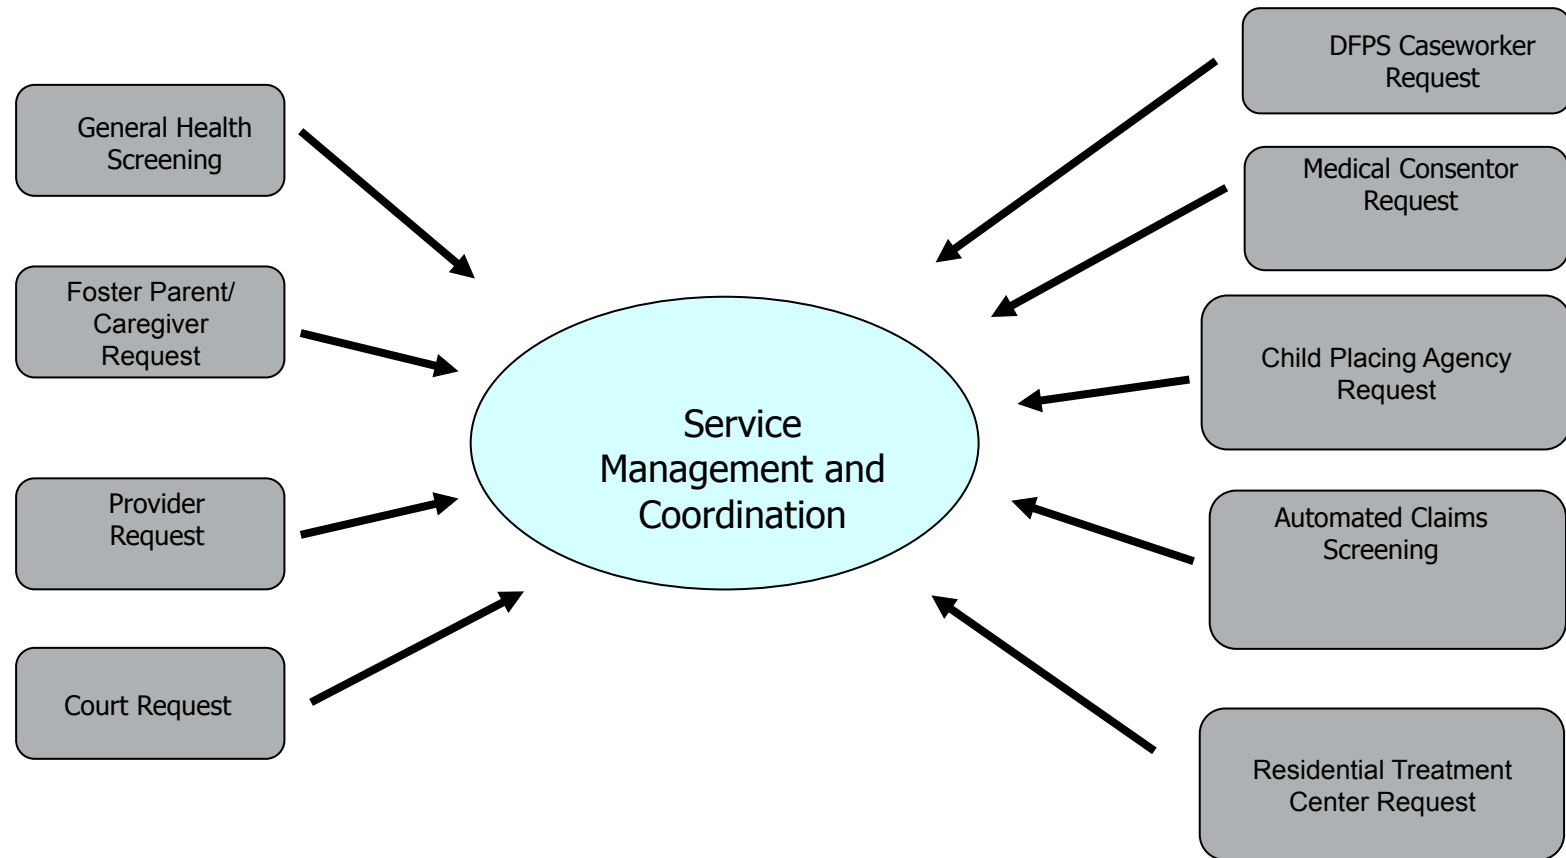 General Health
Screening
Foster Parent/
Caregiver
Request
Provider
Request
Court Request
Service
Management and
Coordination
DFPS Caseworker
Request
Medical Consentor
Request
Child Placing Agency
Request
Automated Claims
Screening
Residential Treatment
Center Request